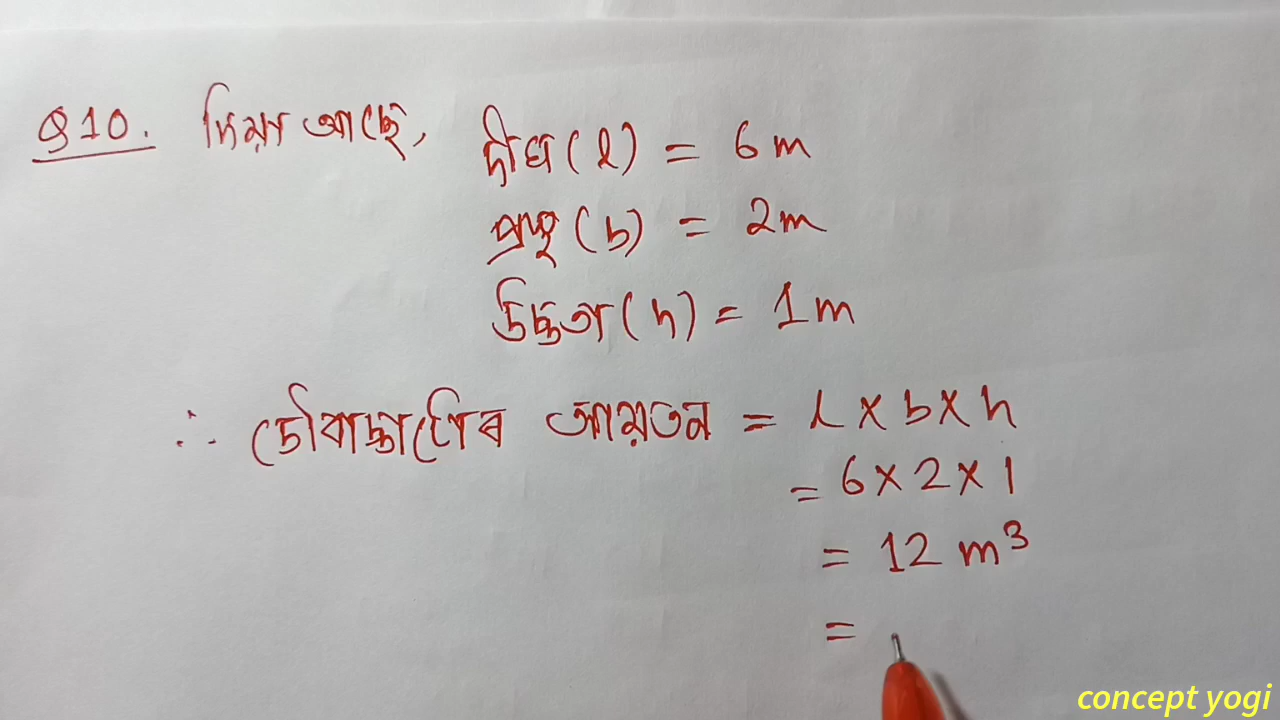 Q10. দিয়া আছে, দীঘ (l) = 6 m
প্ৰস্থ (b) = 2m
উচ্চতা (h) = 1 m
∴ চৌবাচ্চাটোৰ আয়তন = l × b × h
= 6 × 2 × 1
= 12 m³
=
concept yogi